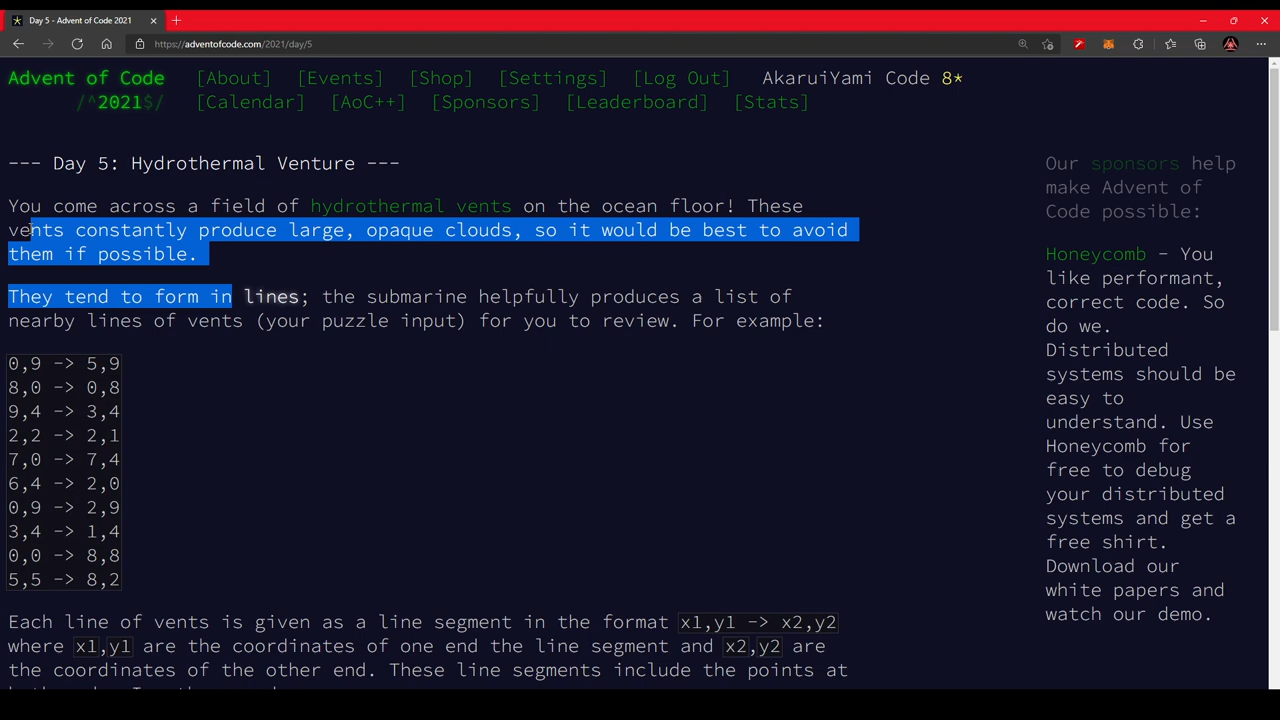 Day 5 - Advent of Code 2021
https://adventofcode.com/2021/day/5
Advent of Code [About] [Events] [Shop] [Settings] [Log Out] AkaruiYami Code 8*
/^2021$/ [Calendar] [AoC++] [Sponsors] [Leaderboard] [Stats]
--- Day 5: Hydrothermal Venture ---
You come across a field of hydrothermal vents on the ocean floor! These
vents constantly produce large, opaque clouds, so it would be best to avoid
them if possible.
They tend to form in lines; the submarine helpfully produces a list of
nearby lines of vents (your puzzle input) for you to review. For example:
0,9 -> 5,9
8,0 -> 0,8
9,4 -> 3,4
2,2 -> 2,1
7,0 -> 7,4
6,4 -> 2,0
0,9 -> 2,9
3,4 -> 1,4
0,0 -> 8,8
5,5 -> 8,2
Each line of vents is given as a line segment in the format x1,y1 -> x2,y2
where x1,y1 are the coordinates of one end the line segment and x2,y2 are
the coordinates of the other end. These line segments include the points at
Our sponsors help
make Advent of
Code possible:
Honeycomb - You
like performant,
correct code. So
do we.
Distributed
systems should be
easy to
understand. Use
Honeycomb for
free to debug
your distributed
systems and get a
free shirt.
Download our
white papers and
watch our demo.